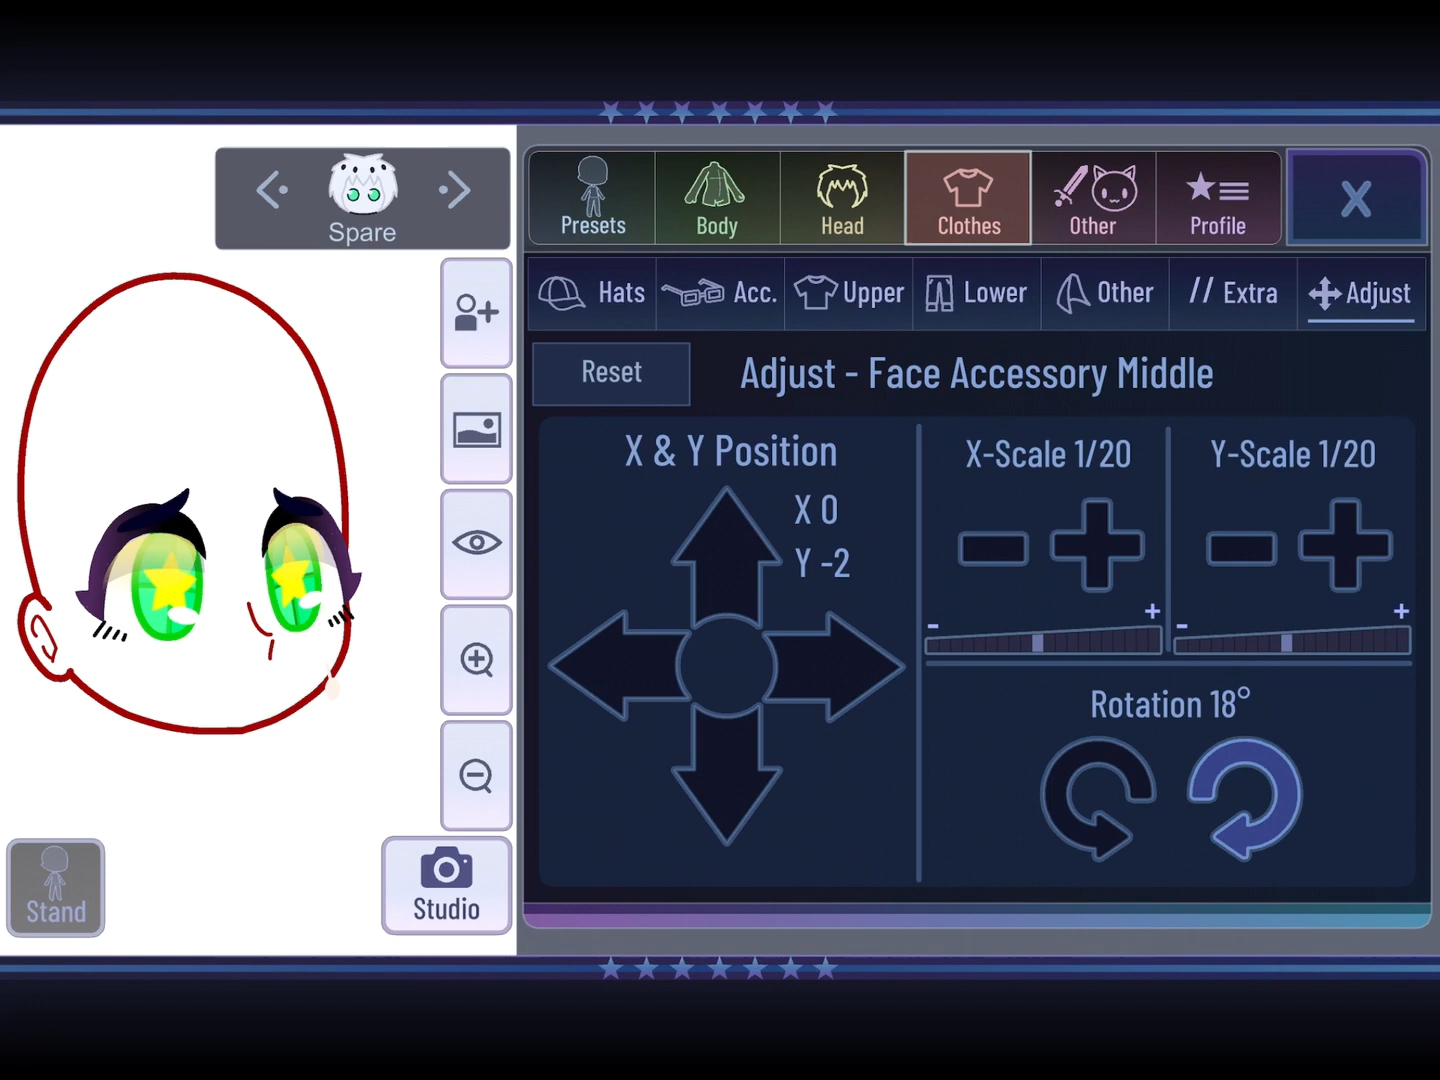 Spare
Presets
Body
Head
Clothes
Other
Profile
X
Hats
Acc.
Upper
Lower
Other
// Extra
Adjust
Reset
Adjust - Face Accessory Middle
X & Y Position
X 0
Y -2
X-Scale 1/20
Y-Scale 1/20
- +
- +
Rotation 18°
Stand
Studio